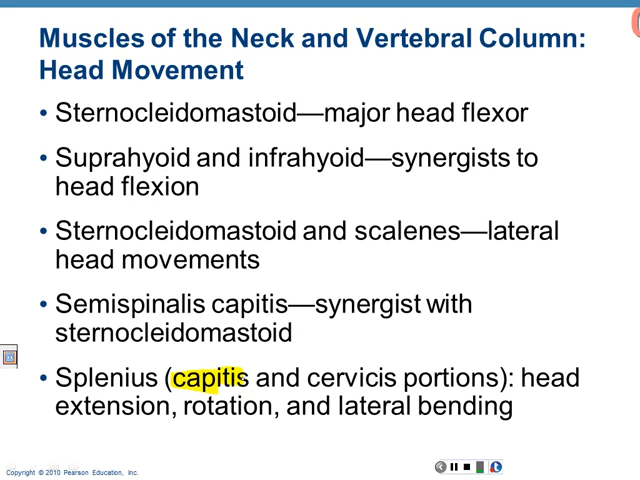 Muscles of the Neck and Vertebral Column:
Head Movement
• Sternocleidomastoid—major head flexor
• Suprahyoid and infrahyoid—synergists to
head flexion
• Sternocleidomastoid and scalenes—lateral
head movements
• Semispinalis capitis—synergist with
sternocleidomastoid
• Splenius (capitis and cervicis portions): head
extension, rotation, and lateral bending
Copyright © 2010 Pearson Education, Inc.